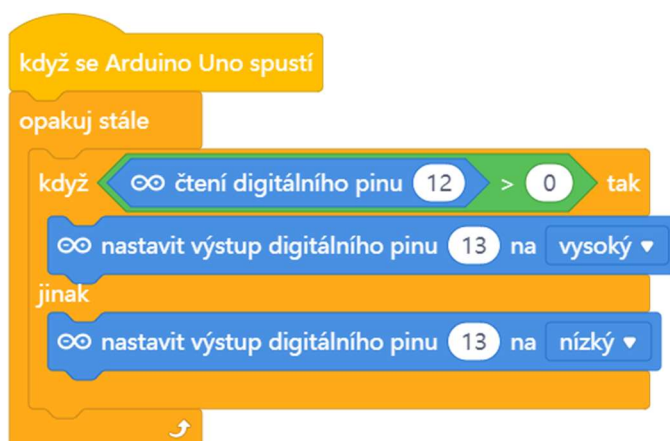 když se Arduino Uno spustí
opakuj stále
když čtení digitálního pinu 12 > 0 tak
nastavit výstup digitálního pinu 13 na vysoký
jinak
nastavit výstup digitálního pinu 13 na nízký